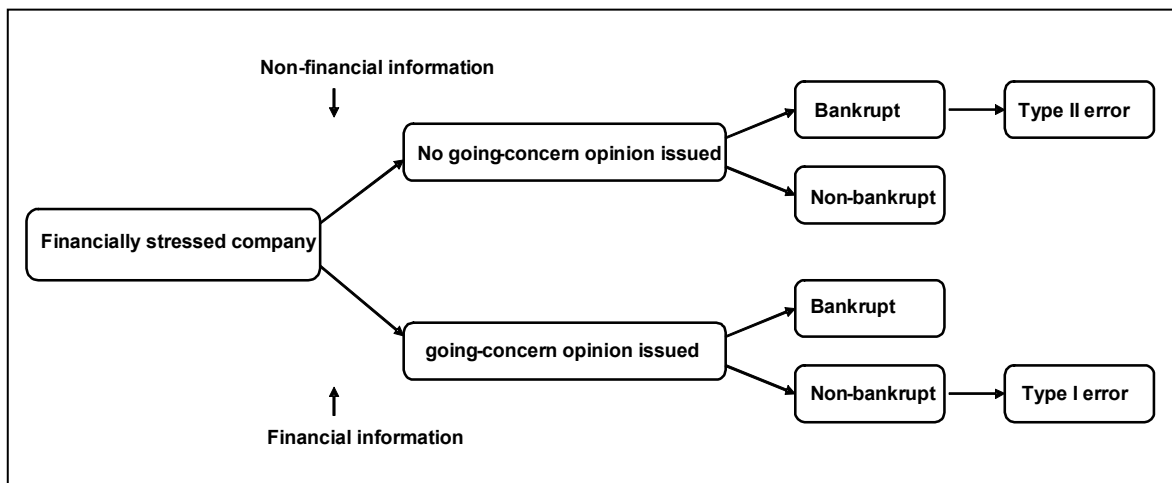 Non-financial information
Bankrupt
Type II error
No going-concern opinion issued
Non-bankrupt
Financially stressed company
Bankrupt
going-concern opinion issued
Non-bankrupt
Type I error
Financial information